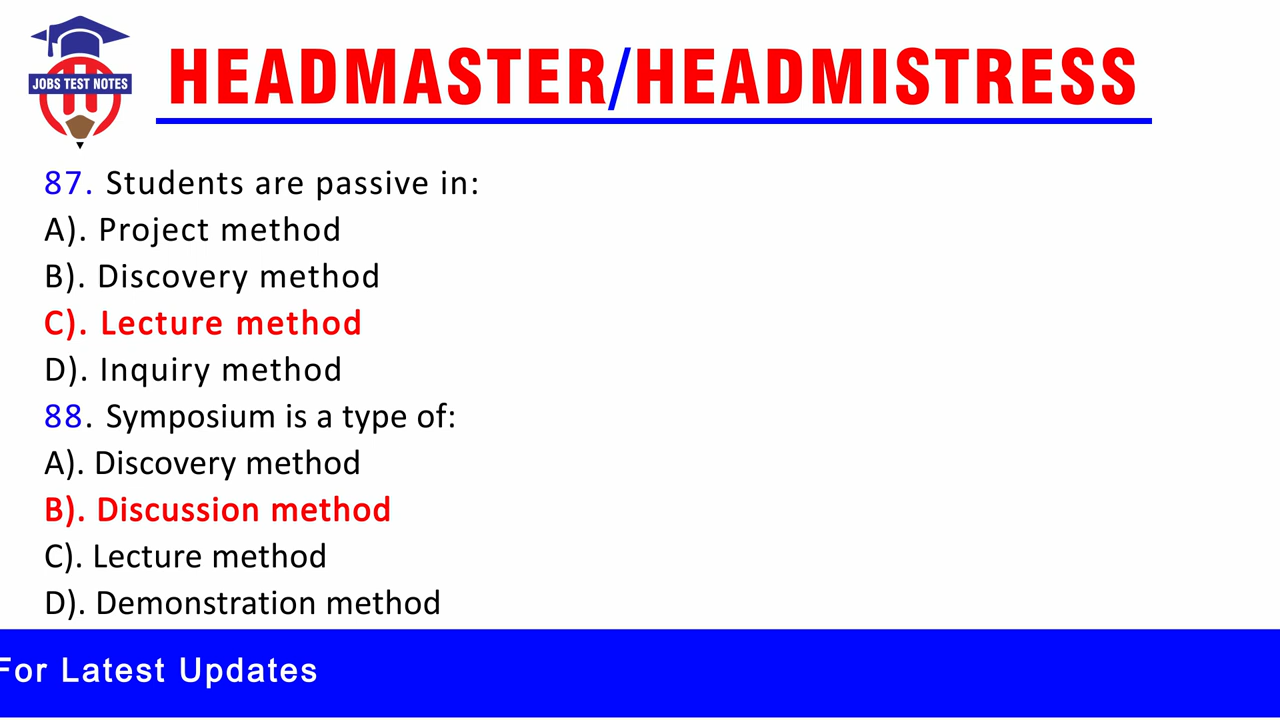 JOBS TEST NOTES
HEADMASTER/HEADMISTRESS
87. Students are passive in:
A). Project method
B). Discovery method
C). Lecture method
D). Inquiry method
88. Symposium is a type of:
A). Discovery method
B). Discussion method
C). Lecture method
D). Demonstration method
For Latest Updates